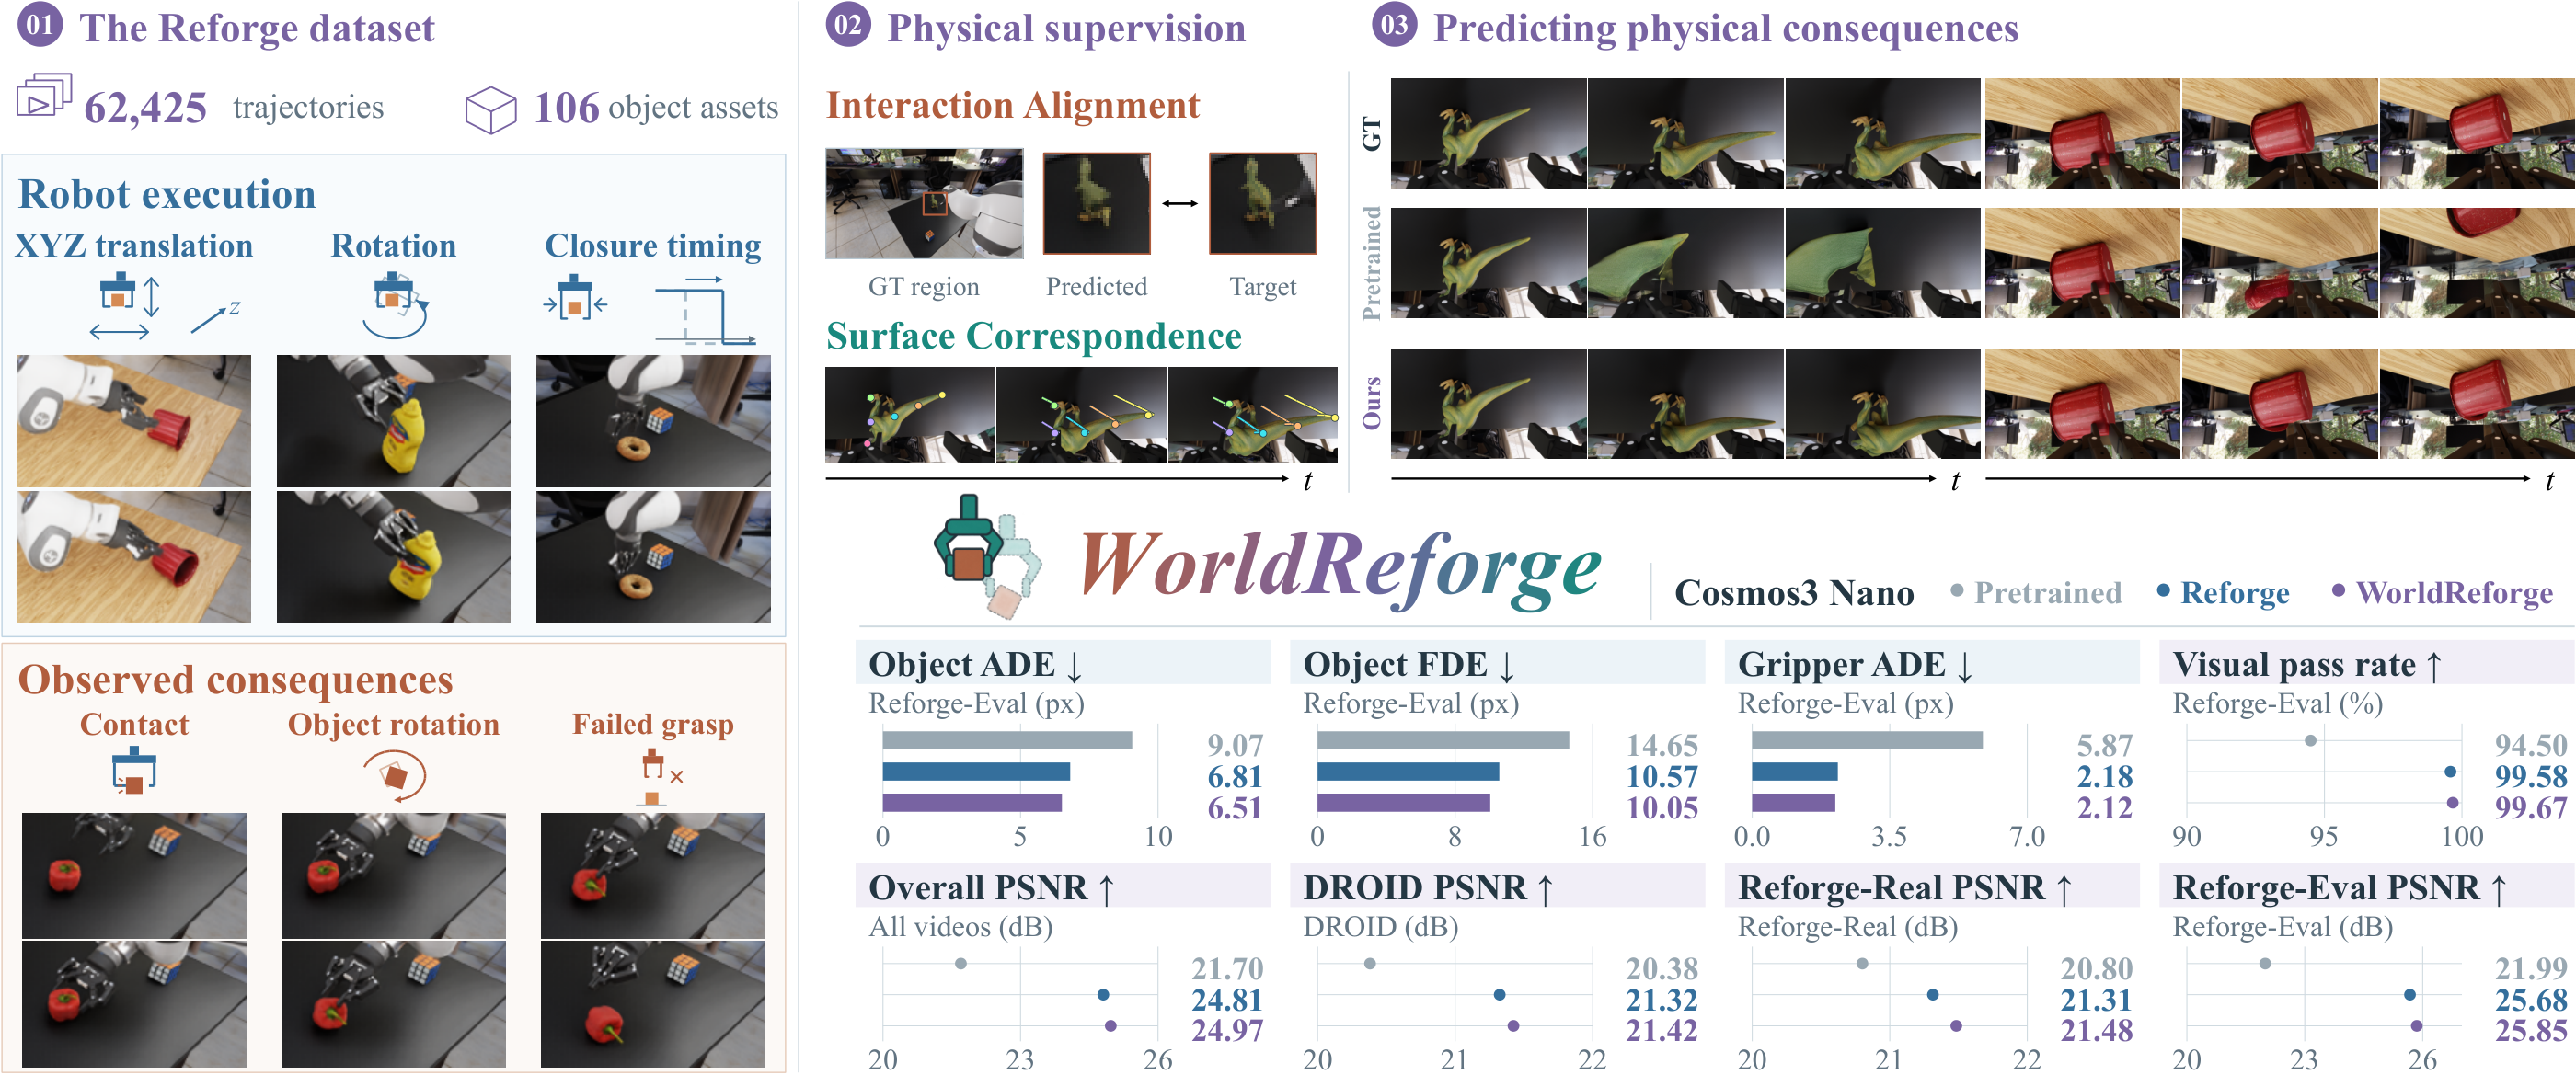 01 The Reforge dataset
62,425 trajectories 106 object assets
Robot execution
XYZ translation Rotation Closure timing
z
Observed consequences
Contact Object rotation Failed grasp
02 Physical supervision
Interaction Alignment
GT region Predicted Target
Surface Correspondence
t
03 Predicting physical consequences
GT
Pretrained
Ours
t t
WorldReforge
Cosmos3 Nano Pretrained Reforge WorldReforge
Object ADE ↓
Reforge-Eval (px)
9.07
6.81
6.51
0 5 10
Object FDE ↓
Reforge-Eval (px)
14.65
10.57
10.05
0 8 16
Gripper ADE ↓
Reforge-Eval (px)
5.87
2.18
2.12
0.0 3.5 7.0
Visual pass rate ↑
Reforge-Eval (%)
94.50
99.58
99.67
90 95 100
Overall PSNR ↑
All videos (dB)
21.70
24.81
24.97
20 23 26
DROID PSNR ↑
DROID (dB)
20.38
21.32
21.42
20 21 22
Reforge-Real PSNR ↑
Reforge-Real (dB)
20.80
21.31
21.48
20 21 22
Reforge-Eval PSNR ↑
Reforge-Eval (dB)
21.99
25.68
25.85
20 23 26